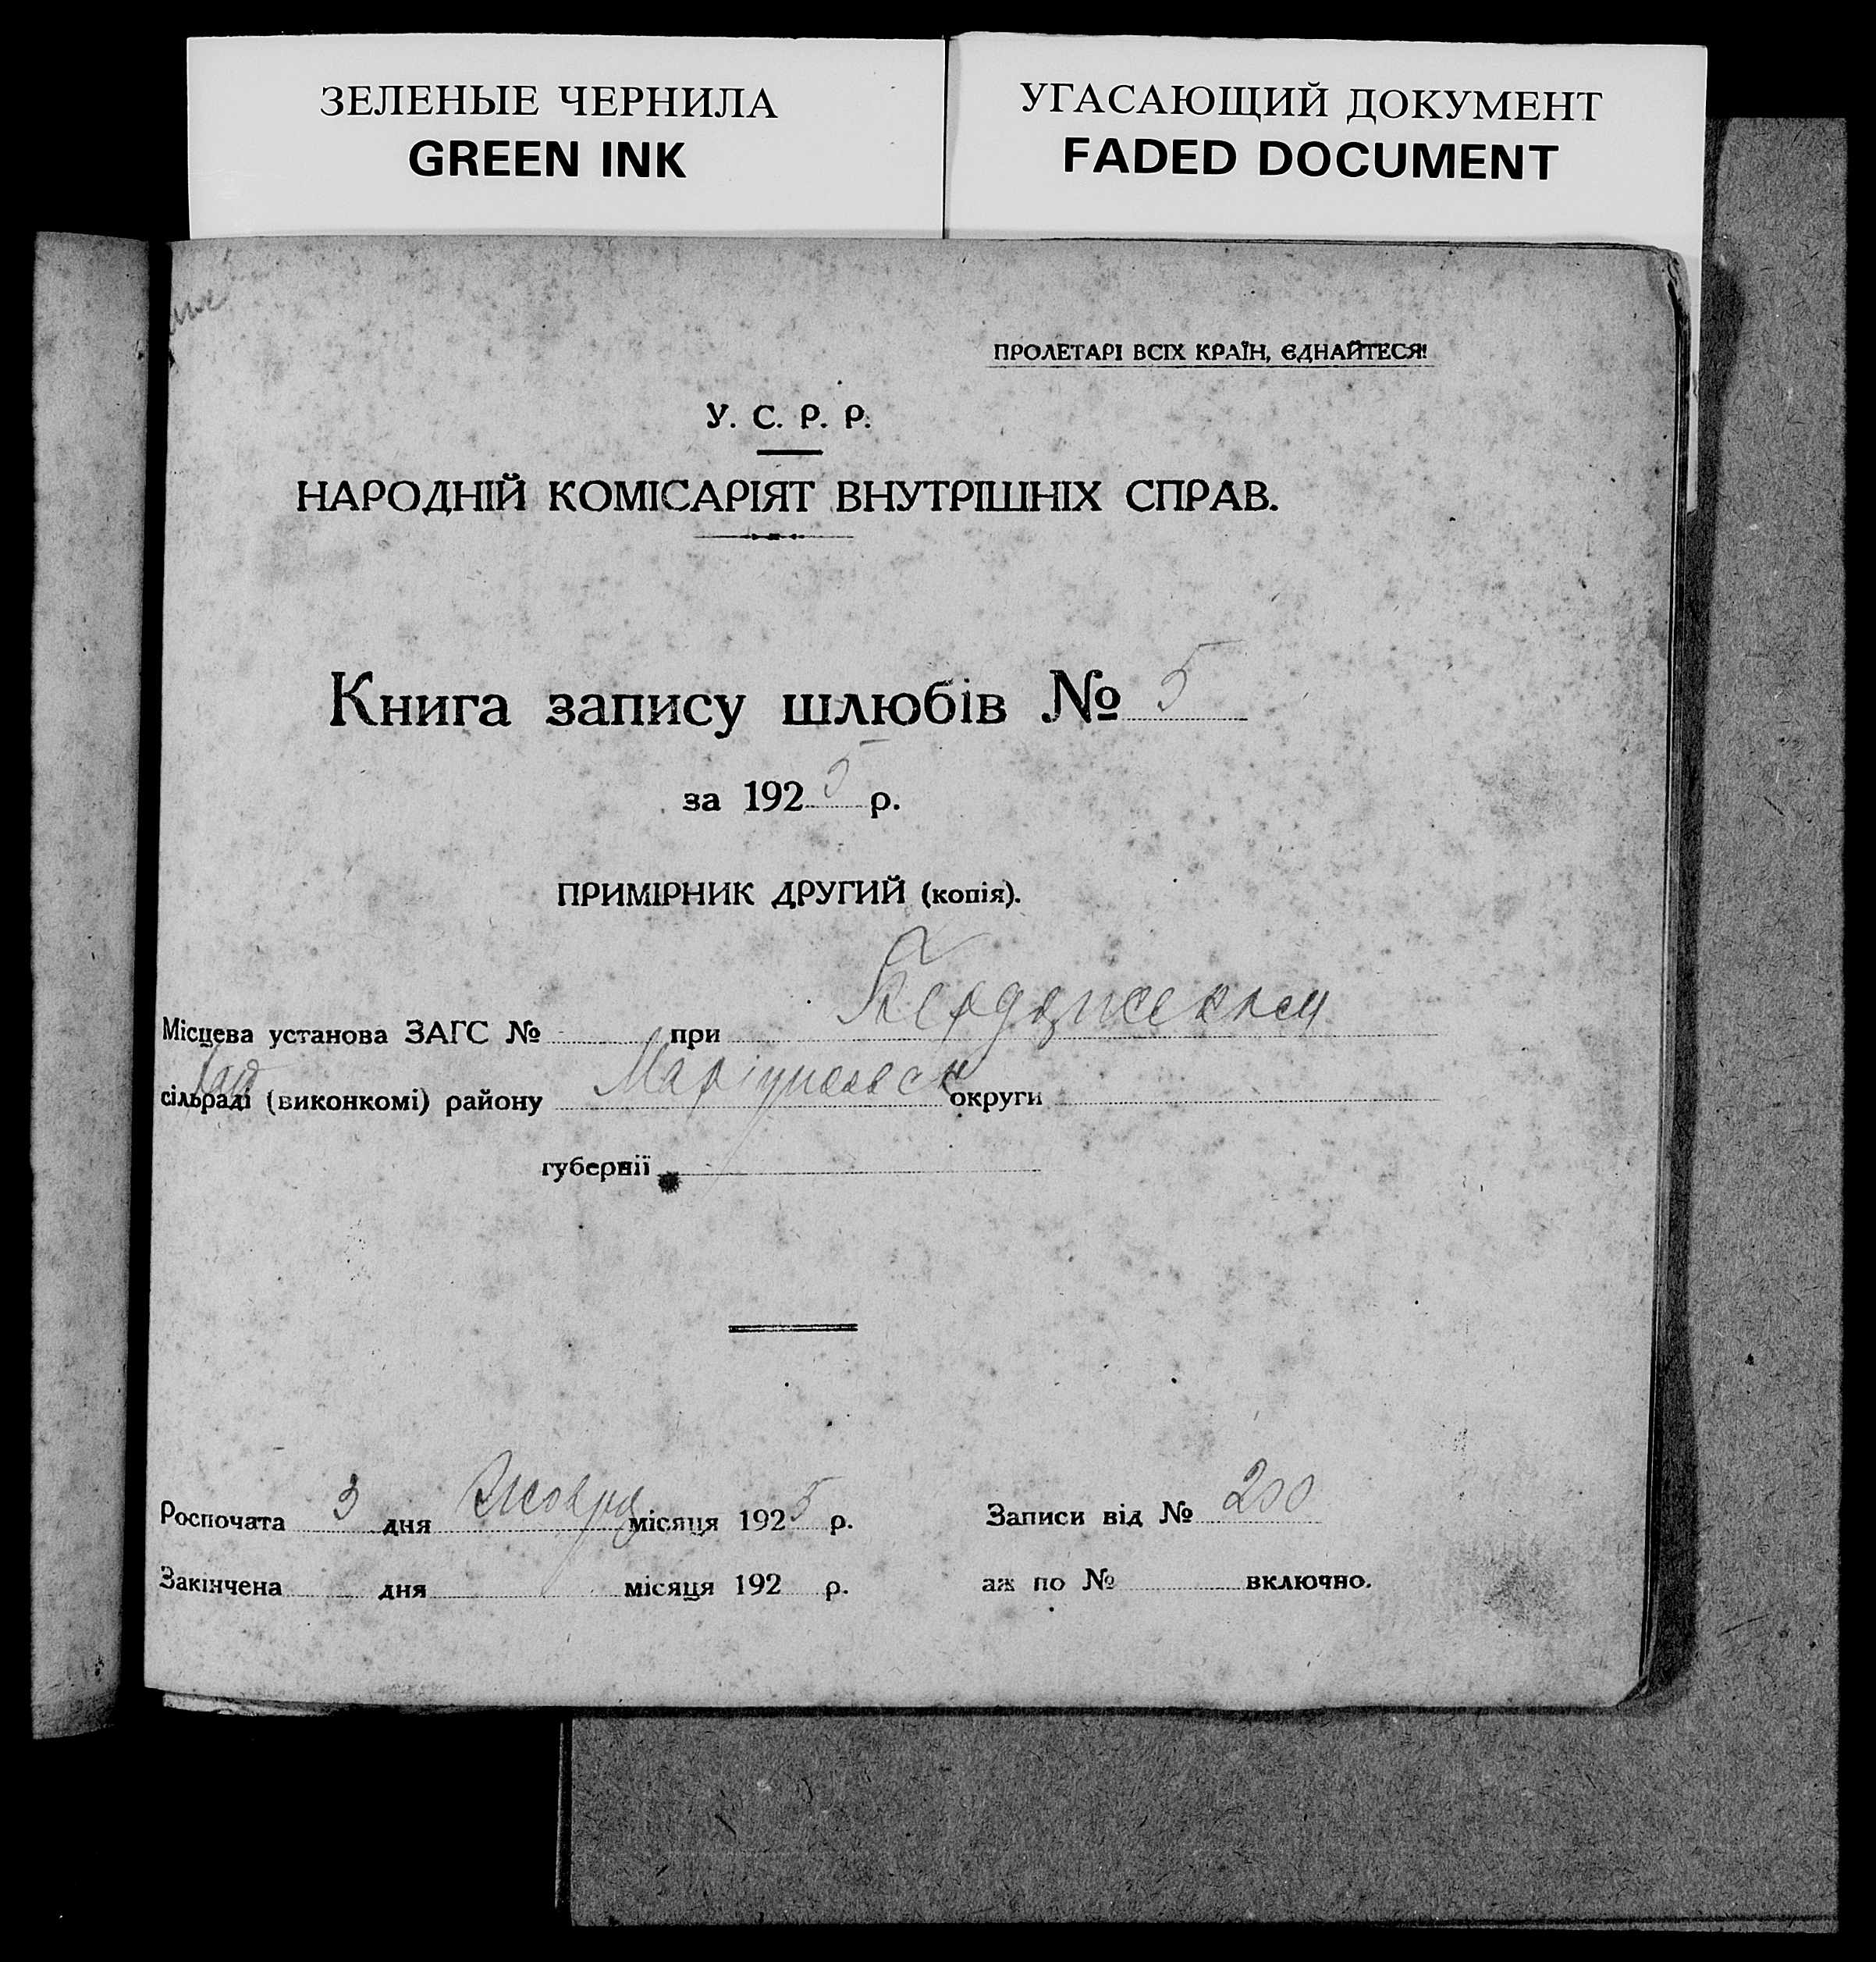 ЗЕЛЕНЫЕ ЧЕРНИЛА
GREEN INK
УГАСАЮЩИЙ ДОКУМЕНТ
FADED DOCUMENT
ПРОЛЕТАРІ ВСІХ КРАЇН, ЄДНАЙТЕСЯ!
У. С. Р. Р.
НАРОДНІЙ КОМІСАРІЯТ ВНУТРІШНІХ СПРАВ.
Книга запису шлюбів № 5
за 1925 р.
ПРИМІРНИК ДРУГИЙ (копія).
Місцева установа ЗАГС № при
сільраді (виконкомі) району Маріупольск округи
губернії
Роспочата 3 дня місяця 1925 р. Записи від № 200
Закінчена дня місяця 192 р. аж по № включно.